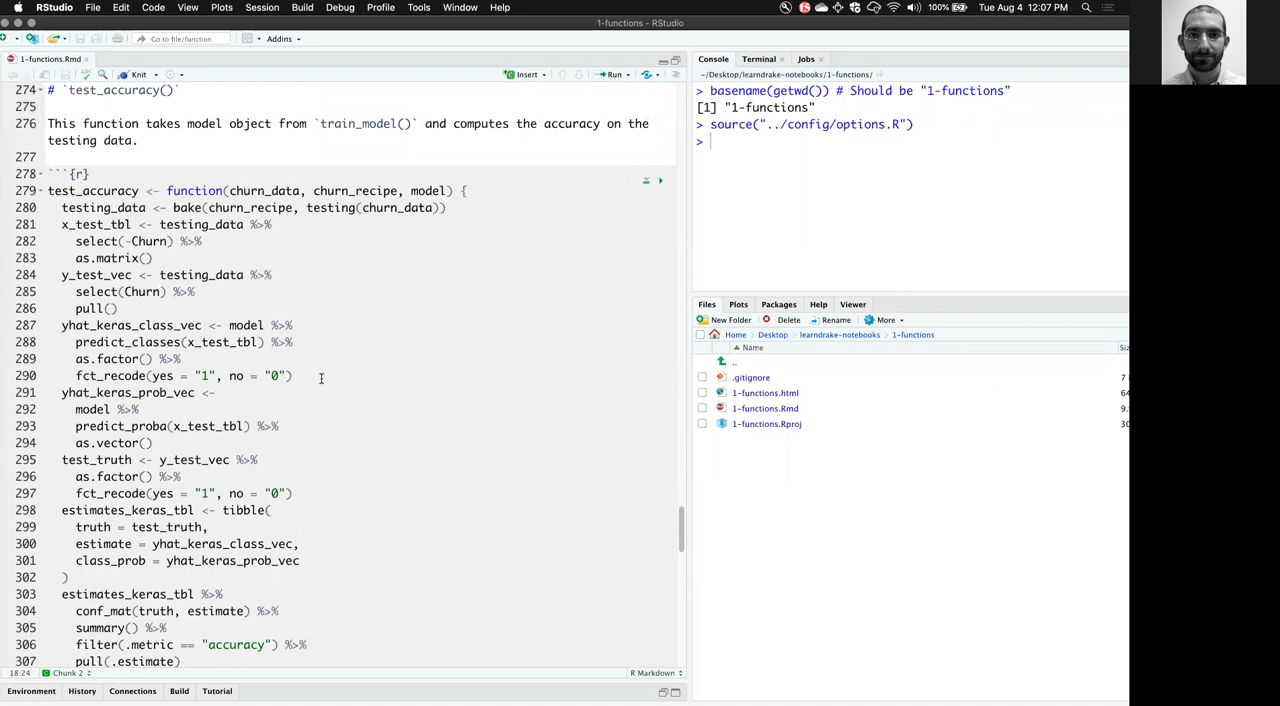 RStudio File Edit Code View Plots Session Build Debug Profile Tools Window Help 100% Tue Aug 4 12:07 PM
1-functions - RStudio
Go to file/function Addins
1-functions.Rmd
Knit Insert Run
274 # `test_accuracy()`
275
276 This function takes model object from `train_model()` and computes the accuracy on the
testing data.
277
278 ```{r}
279 test_accuracy <- function(churn_data, churn_recipe, model) {
280 testing_data <- bake(churn_recipe, testing(churn_data))
281 x_test_tbl <- testing_data %>%
282 select(-Churn) %>%
283 as.matrix()
284 y_test_vec <- testing_data %>%
285 select(Churn) %>%
286 pull()
287 yhat_keras_class_vec <- model %>%
288 predict_classes(x_test_tbl) %>%
289 as.factor() %>%
290 fct_recode(yes = "1", no = "0")
291 yhat_keras_prob_vec <-
292 model %>%
293 predict_proba(x_test_tbl) %>%
294 as.vector()
295 test_truth <- y_test_vec %>%
296 as.factor() %>%
297 fct_recode(yes = "1", no = "0")
298 estimates_keras_tbl <- tibble(
299 truth = test_truth,
300 estimate = yhat_keras_class_vec,
301 class_prob = yhat_keras_prob_vec
302 )
303 estimates_keras_tbl %>%
304 conf_mat(truth, estimate) %>%
305 summary() %>%
306 filter(.metric == "accuracy") %>%
307 pull(.estimate)
18:24 Chunk 2 R Markdown
Environment History Connections Build Tutorial
Console Terminal Jobs
~/Desktop/learndrake-notebooks/1-functions/
> basename(getwd()) # Should be "1-functions"
[1] "1-functions"
> source("../config/options.R")
>
Files Plots Packages Help Viewer
New Folder Delete Rename More
Home Desktop learndrake-notebooks 1-functions
Name Siz
..
.gitignore 7
1-functions.html 64
1-functions.Rmd 9.
1-functions.Rproj 30